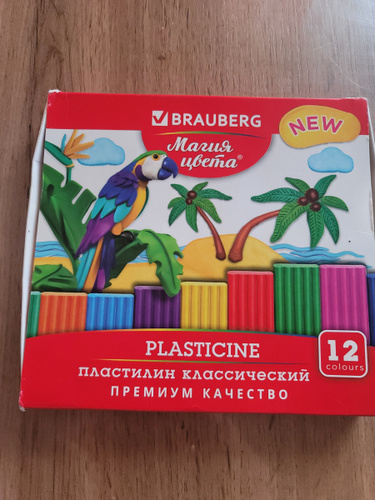 BRAUBERG
NEW
Магия
цвета®
PLASTICINE
пластилин классический
ПРЕМИУМ КАЧЕСТВО
12
colours